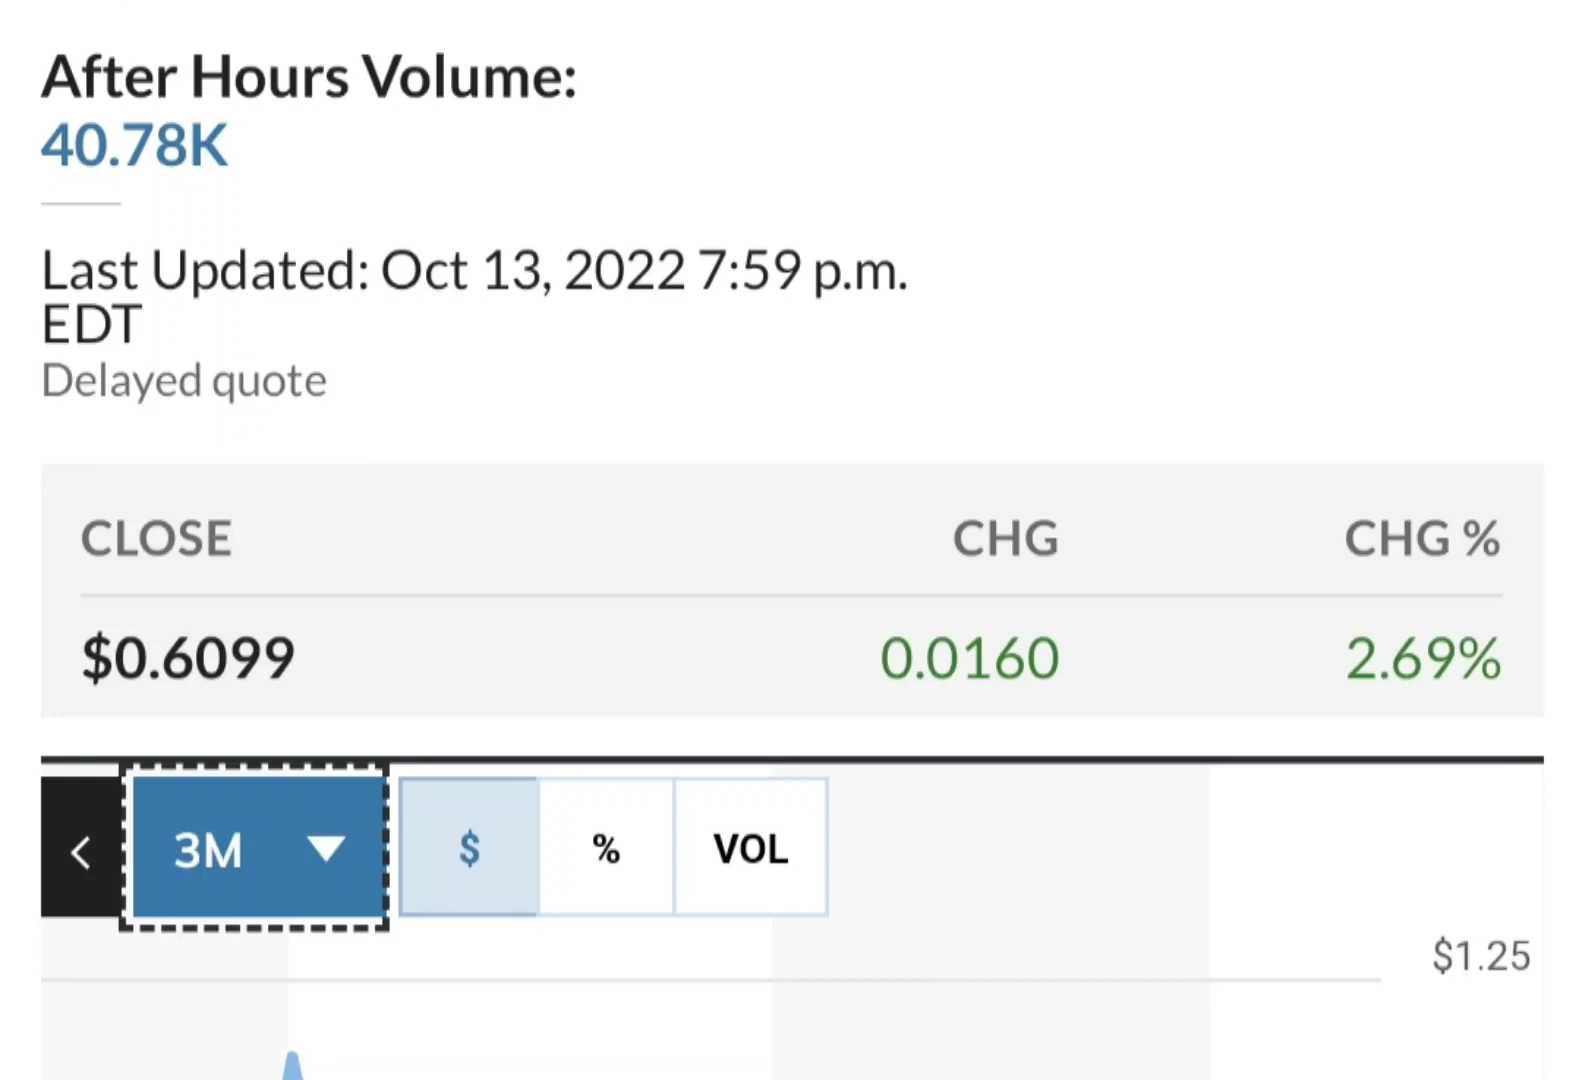 After Hours Volume:
40.78K
Last Updated: Oct 13, 2022 7:59 p.m.
EDT
Delayed quote
CLOSE CHG CHG %
$0.6099 0.0160 2.69%
3M $ % VOL
$1.25